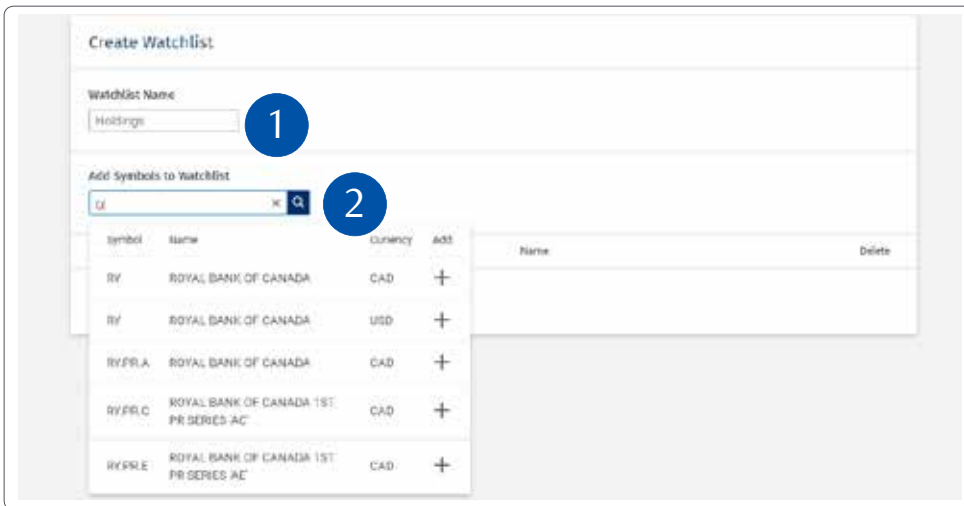 Create Watchlist
Watchlist Name
Holdings
1
Add Symbols to Watchlist
2
Symbol Name Currency Add
Name Delete
RY ROYAL BANK OF CANADA CAD +
RY ROYAL BANK OF CANADA USD +
RY.PR.A ROYAL BANK OF CANADA CAD +
RY.PR.C ROYAL BANK OF CANADA 1ST
PR SERIES 'AC' CAD +
RY.PR.E ROYAL BANK OF CANADA 1ST
PR SERIES 'AE' CAD +